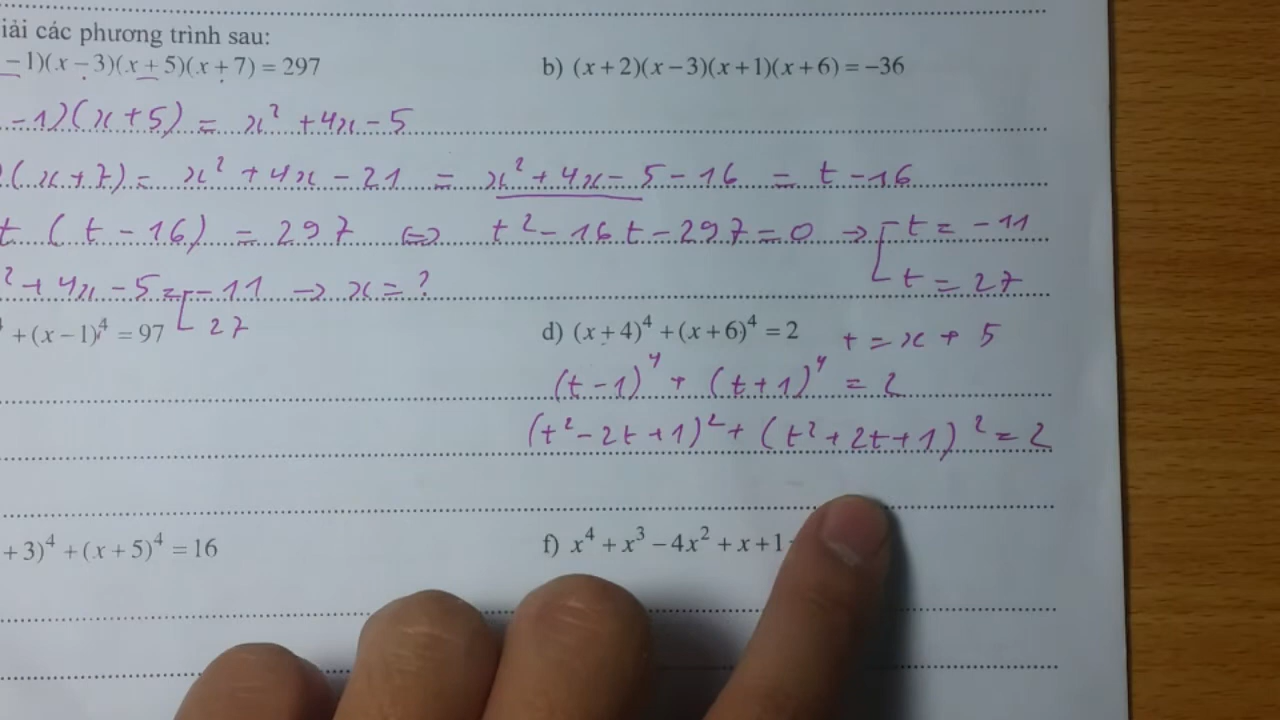 iải các phương trình sau:
−1)(x−3)(x+5)(x+7) = 297
b) (x+2)(x−3)(x+1)(x+6) = −36
−1)(x+5) = x² +4x−5
(x+7) = x² +4x −21 = x²+4x−5−16 = t−16
t (t−16) = 297 ⇔ t²−16t−297=0 → [ t = −11
t = 27
² +4x −5 = [ −11 → x = ?
27
+(x−1)⁴ = 97
d) (x+4)⁴ +(x+6)⁴ = 2
t = x + 5
(t−1)⁴ + (t+1)⁴ = 2
(t²−2t+1)² + (t²+2t+1)² = 2
+3)⁴ +(x+5)⁴ = 16
f) x⁴ + x³ −4x² + x+1